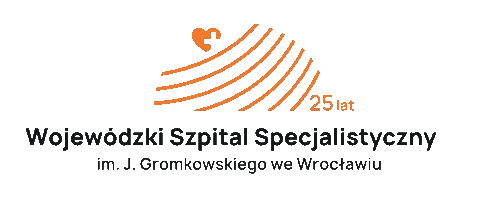 25 lat
Wojewódzki Szpital Specjalistyczny
im. J. Gromkowskiego we Wrocławiu